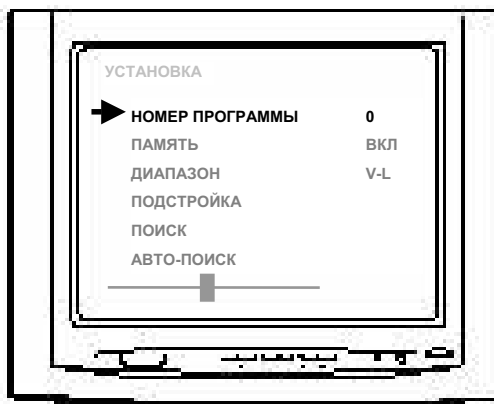 УСТАНОВКА
НОМЕР ПРОГРАММЫ 0
ПАМЯТЬ ВКЛ
ДИАПАЗОН V-L
ПОДСТРОЙКА
ПОИСК
АВТО-ПОИСК